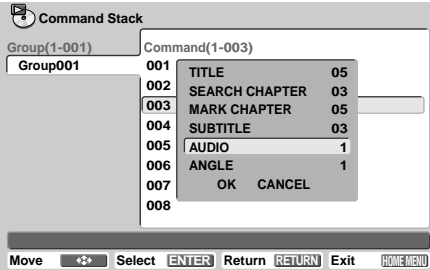 Command Stack
Group(1-001) Command(1-003)
Group001
001
002
003
004
005
006
007
008
TITLE 05
SEARCH CHAPTER 03
MARK CHAPTER 05
SUBTITLE 03
AUDIO 1
ANGLE 1
OK CANCEL
Move Select ENTER Return RETURN Exit HOME MENU